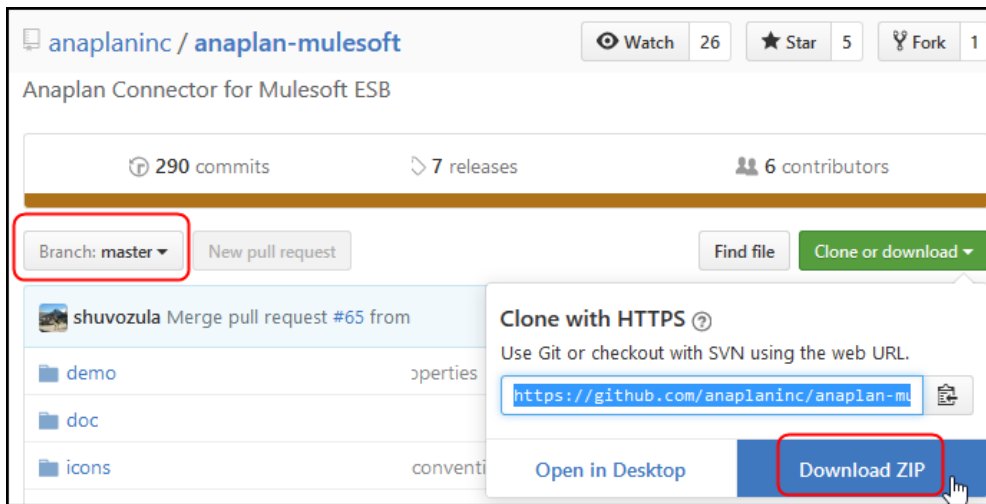 anaplaninc / anaplan-mulesoft
Watch 26
Star 5
Fork 1
Anaplan Connector for Mulesoft ESB
290 commits
7 releases
6 contributors
Branch: master
New pull request
Find file
Clone or download
shuvozula Merge pull request #65 from
Clone with HTTPS ?
Use Git or checkout with SVN using the web URL.
demo
operties
https://github.com/anaplaninc/anaplan-mu
doc
icons
conventi
Open in Desktop
Download ZIP